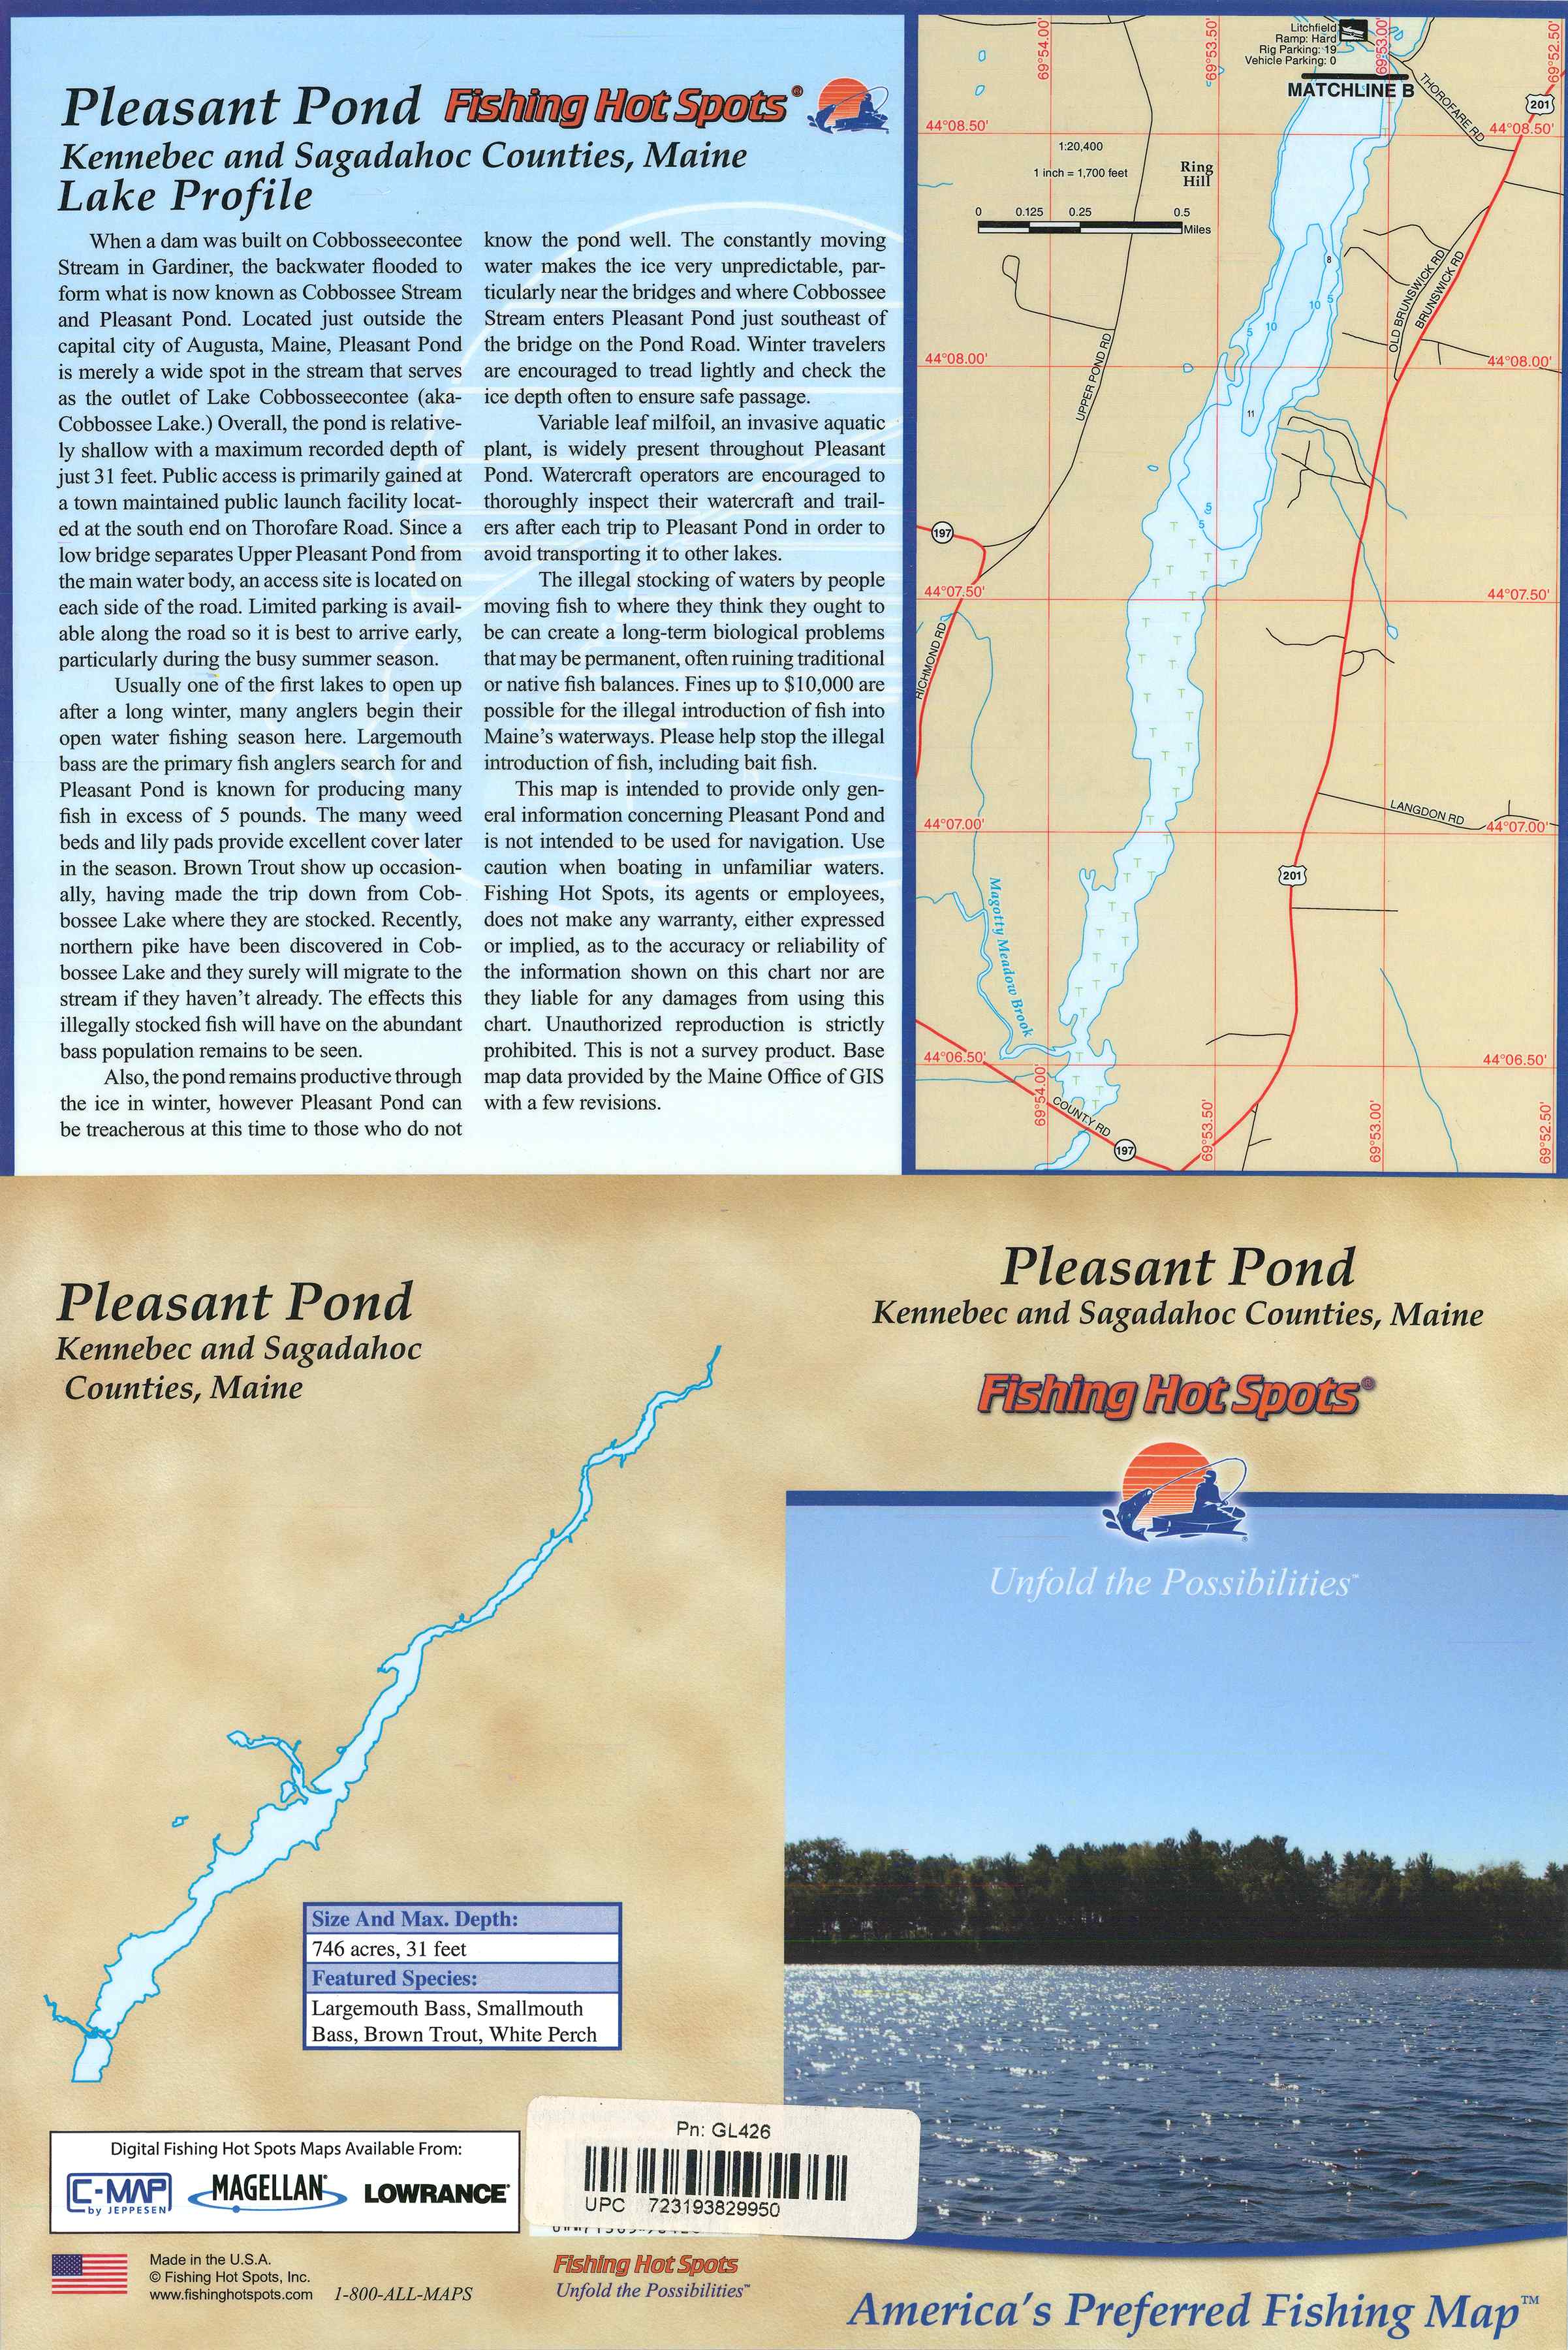 Pleasant Pond Fishing Hot Spots®
Kennebec and Sagadahoc Counties, Maine
Lake Profile
When a dam was built on Cobbosseecontee
Stream in Gardiner, the backwater flooded to
form what is now known as Cobbossee Stream
and Pleasant Pond. Located just outside the
capital city of Augusta, Maine, Pleasant Pond
is merely a wide spot in the stream that serves
as the outlet of Lake Cobbosseecontee (aka-
Cobbossee Lake.) Overall, the pond is relative-
ly shallow with a maximum recorded depth of
just 31 feet. Public access is primarily gained at
a town maintained public launch facility locat-
ed at the south end on Thorofare Road. Since a
low bridge separates Upper Pleasant Pond from
the main water body, an access site is located on
each side of the road. Limited parking is avail-
able along the road so it is best to arrive early,
particularly during the busy summer season.
Usually one of the first lakes to open up
after a long winter, many anglers begin their
open water fishing season here. Largemouth
bass are the primary fish anglers search for and
Pleasant Pond is known for producing many
fish in excess of 5 pounds. The many weed
beds and lily pads provide excellent cover later
in the season. Brown Trout show up occasion-
ally, having made the trip down from Cob-
bossee Lake where they are stocked. Recently,
northern pike have been discovered in Cob-
bossee Lake and they surely will migrate to the
stream if they haven't already. The effects this
illegally stocked fish will have on the abundant
bass population remains to be seen.
Also, the pond remains productive through
the ice in winter, however Pleasant Pond can
be treacherous at this time to those who do not
know the pond well. The constantly moving
water makes the ice very unpredictable, par-
ticularly near the bridges and where Cobbossee
Stream enters Pleasant Pond just southeast of
the bridge on the Pond Road. Winter travelers
are encouraged to tread lightly and check the
ice depth often to ensure safe passage.
Variable leaf milfoil, an invasive aquatic
plant, is widely present throughout Pleasant
Pond. Watercraft operators are encouraged to
thoroughly inspect their watercraft and trail-
ers after each trip to Pleasant Pond in order to
avoid transporting it to other lakes.
The illegal stocking of waters by people
moving fish to where they think they ought to
be can create a long-term biological problems
that may be permanent, often ruining traditional
or native fish balances. Fines up to $10,000 are
possible for the illegal introduction of fish into
Maine's waterways. Please help stop the illegal
introduction of fish, including bait fish.
This map is intended to provide only gen-
eral information concerning Pleasant Pond and
is not intended to be used for navigation. Use
caution when boating in unfamiliar waters.
Fishing Hot Spots, its agents or employees,
does not make any warranty, either expressed
or implied, as to the accuracy or reliability of
the information shown on this chart nor are
they liable for any damages from using this
chart. Unauthorized reproduction is strictly
prohibited. This is not a survey product. Base
map data provided by the Maine Office of GIS
with a few revisions.
69°54.00'
69°53.50'
Litchfield
Ramp: Hard
Rig Parking: 19
Vehicle Parking: 0
69°53.00'
69°52.50'
MATCHLINE B
THOROFARE RD
201
44°08.50'
44°08.50'
1:20,400
1 inch = 1,700 feet
Ring
Hill
0 0.125 0.25 0.5
Miles
8
10 5
5 10
OLD BRUNSWICK RD
BRUNSWICK RD
UPPER POND RD
44°08.00'
44°08.00'
11
5
5
197
44°07.50'
44°07.50'
RICHMOND RD
LANGDON RD
44°07.00'
44°07.00'
201
Magotty Meadow Brook
44°06.50'
44°06.50'
69°54.00'
COUNTY RD
197
69°53.50'
69°53.00'
69°52.50'
Pleasant Pond
Kennebec and Sagadahoc
Counties, Maine
Size And Max. Depth:
746 acres, 31 feet
Featured Species:
Largemouth Bass, Smallmouth
Bass, Brown Trout, White Perch
Digital Fishing Hot Spots Maps Available From:
C-MAP by JEPPESEN MAGELLAN® LOWRANCE®
Made in the U.S.A.
© Fishing Hot Spots, Inc.
www.fishinghotspots.com 1-800-ALL-MAPS
Pn: GL426
UPC 723193829950
Fishing Hot Spots
Unfold the Possibilities™
Pleasant Pond
Kennebec and Sagadahoc Counties, Maine
Fishing Hot Spots®
Unfold the Possibilities™
America's Preferred Fishing Map™